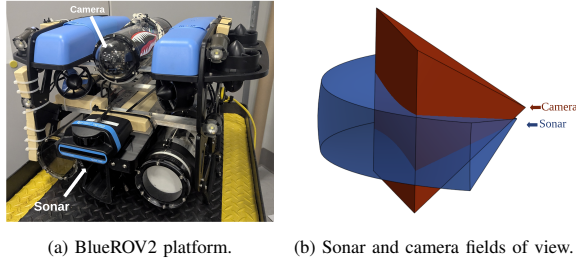 Camera
Sonar
Camera
Sonar
(a) BlueROV2 platform.
(b) Sonar and camera fields of view.